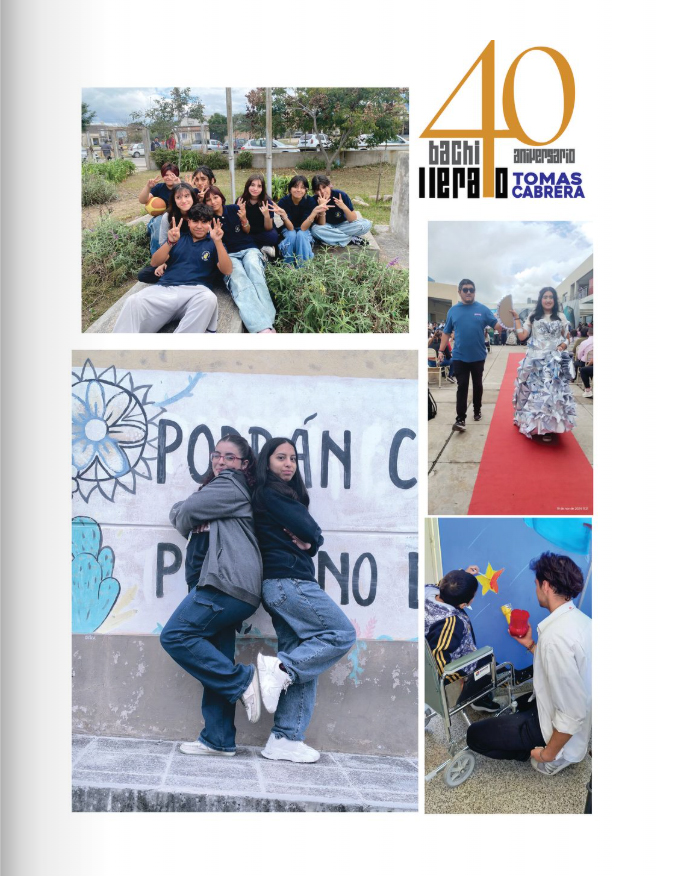 40
bachi
aniversario
llerato
TOMAS
CABRERA
PODRÁN C
NO